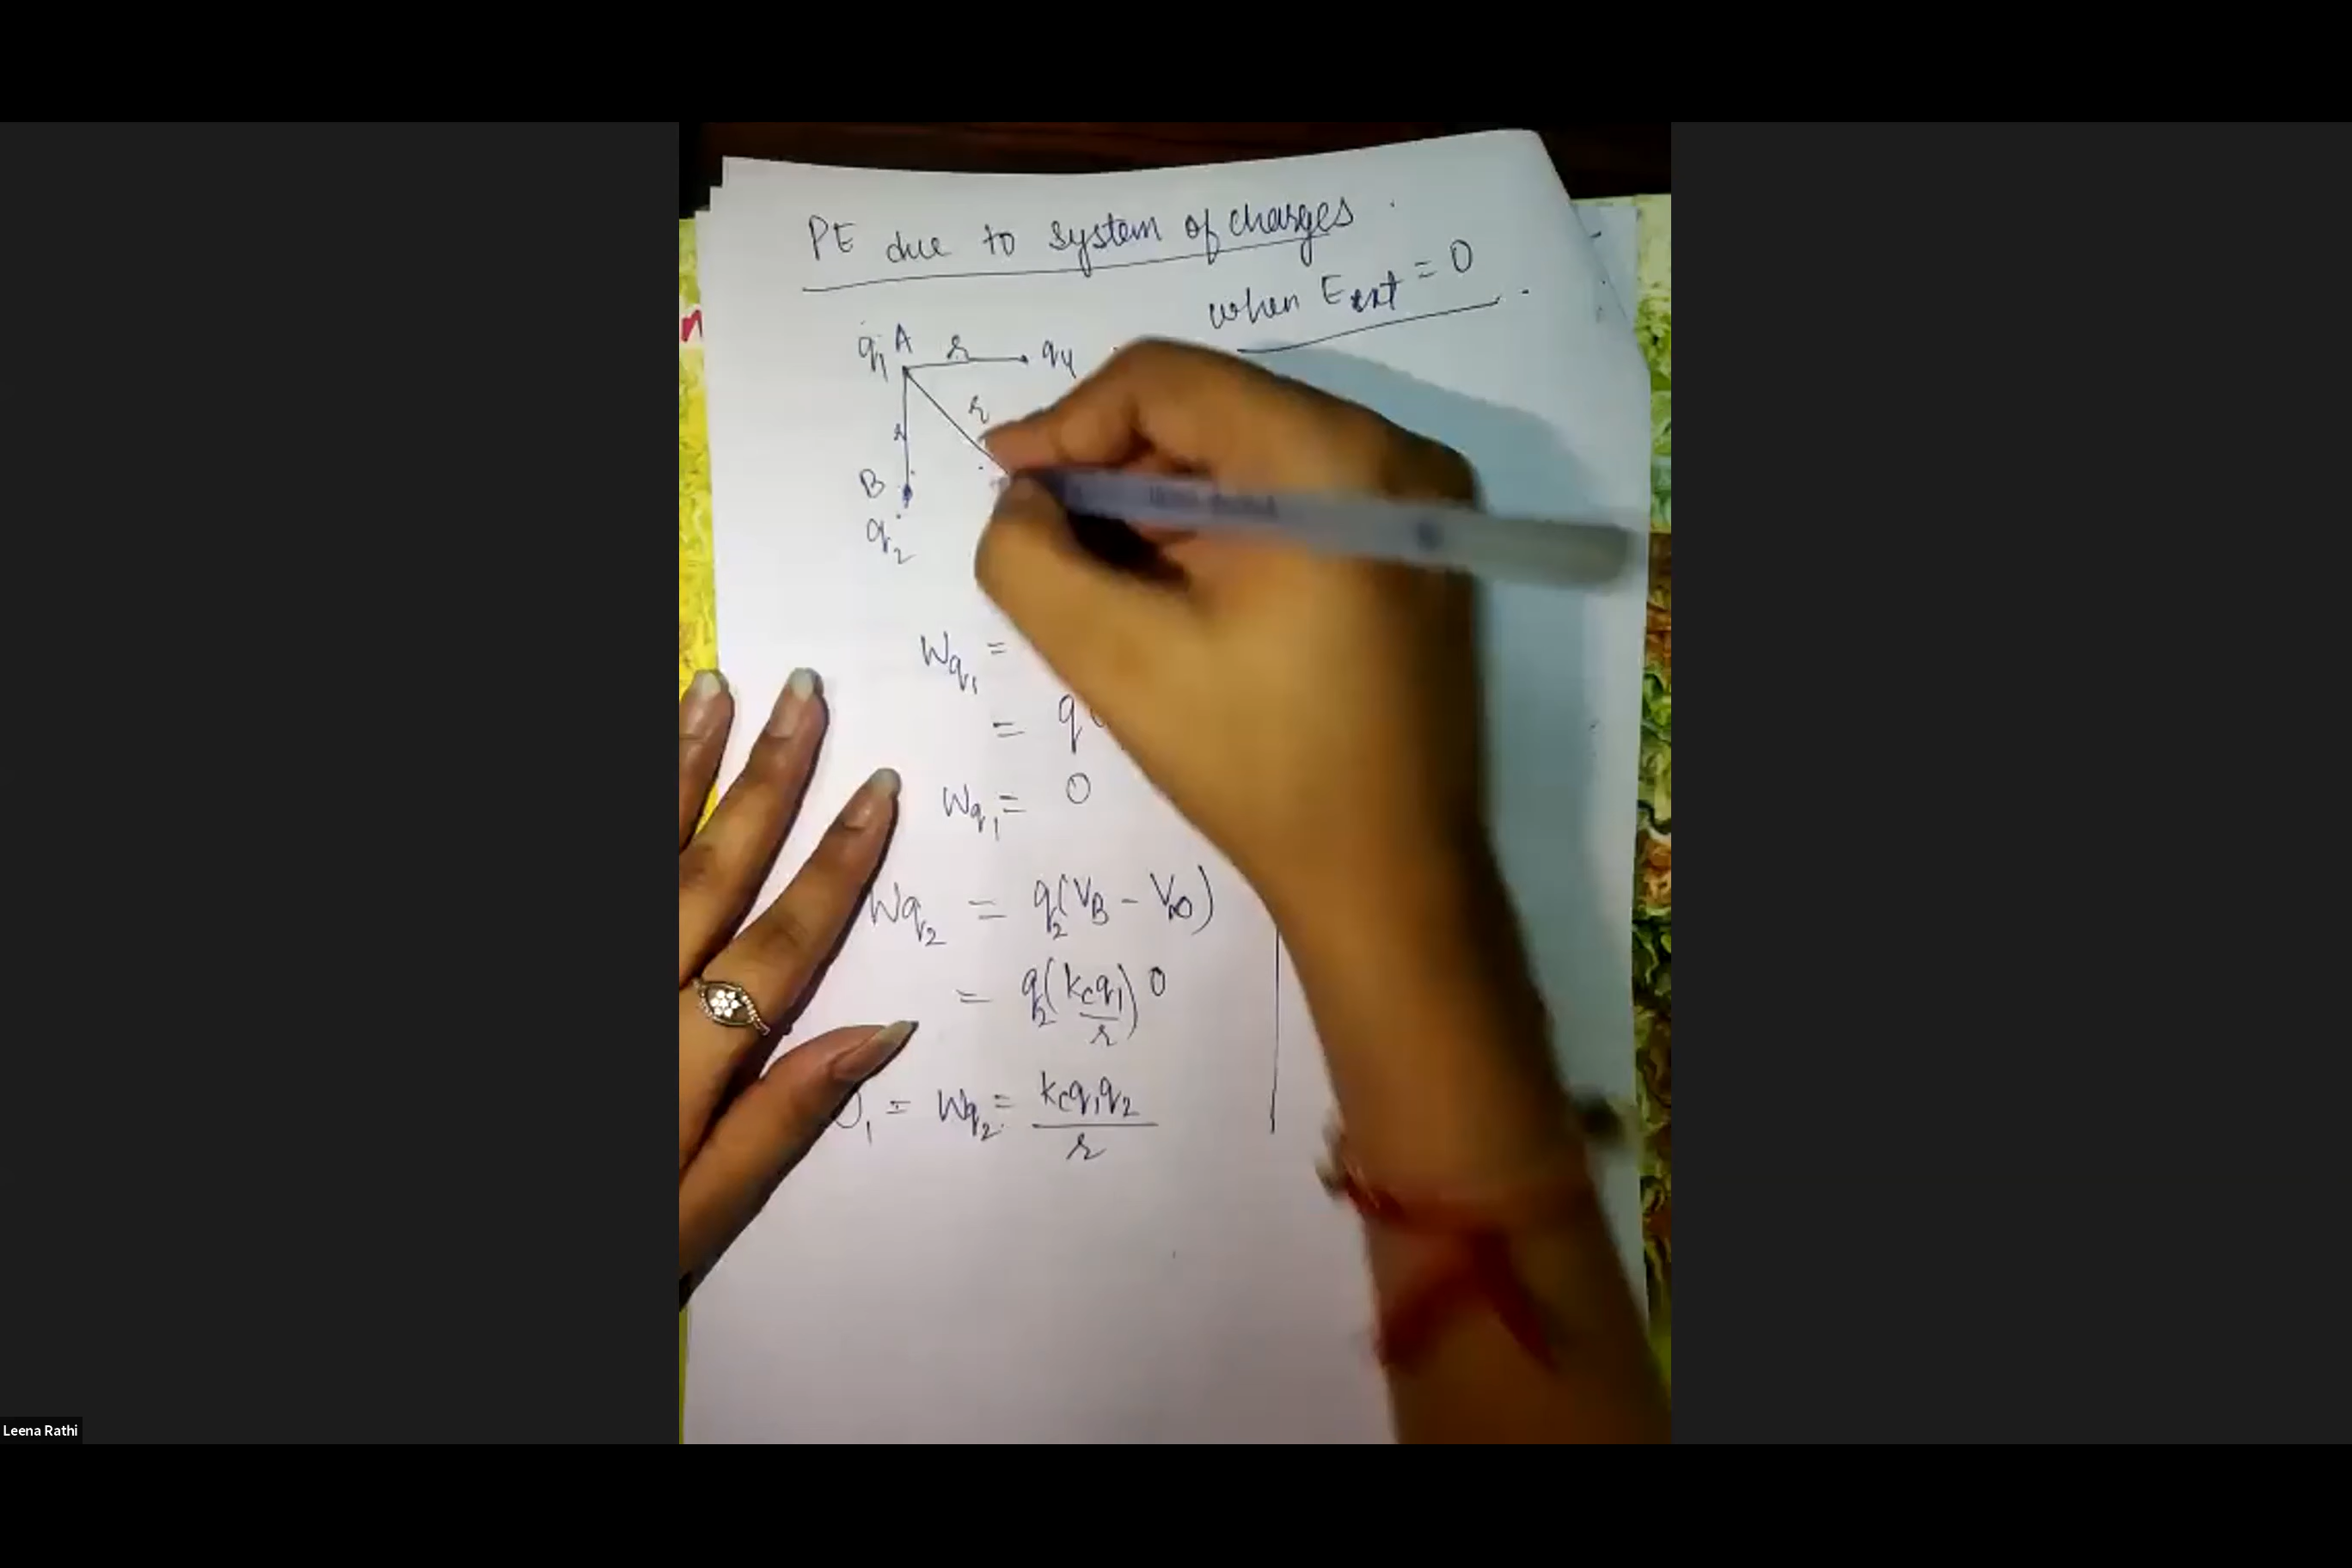 PE due to system of charges.
when Eext = 0
q1 A r q4
r
r
B
q2
Wq1 =
= q
Wq1 = 0
Wq2 = q2(VB - V∞)
= q2(kcq1/r) 0
1 = Wq2 = kcq1q2/r
Leena Rathi